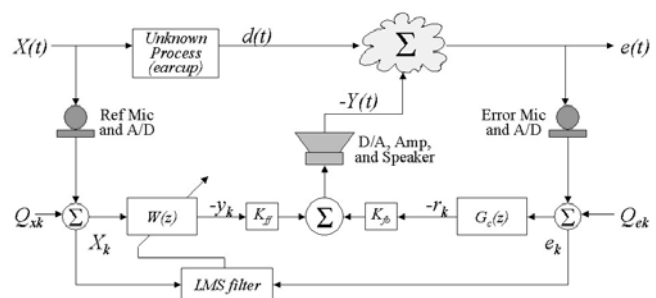 X(t)
Unknown
Process
(earcup)
d(t)
Σ
e(t)
-Y(t)
Ref Mic
and A/D
D/A, Amp,
and Speaker
Error Mic
and A/D
Q_xk
Σ
X_k
W(z)
-y_k
K_ff
Σ
K_fb
-r_k
G_c(z)
Σ
e_k
Q_ek
LMS filter